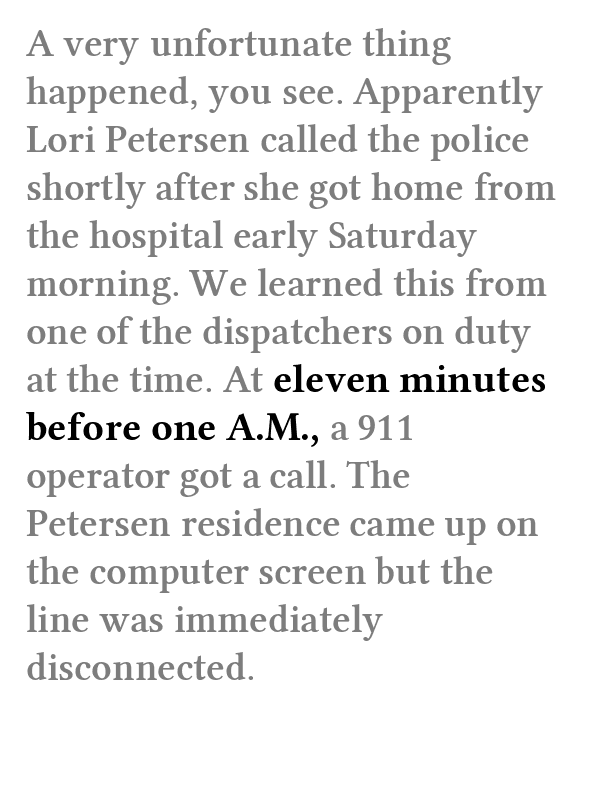 A very unfortunate thing
happened, you see. Apparently
Lori Petersen called the police
shortly after she got home from
the hospital early Saturday
morning. We learned this from
one of the dispatchers on duty
at the time. At eleven minutes
before one A.M., a 911
operator got a call. The
Petersen residence came up on
the computer screen but the
line was immediately
disconnected.